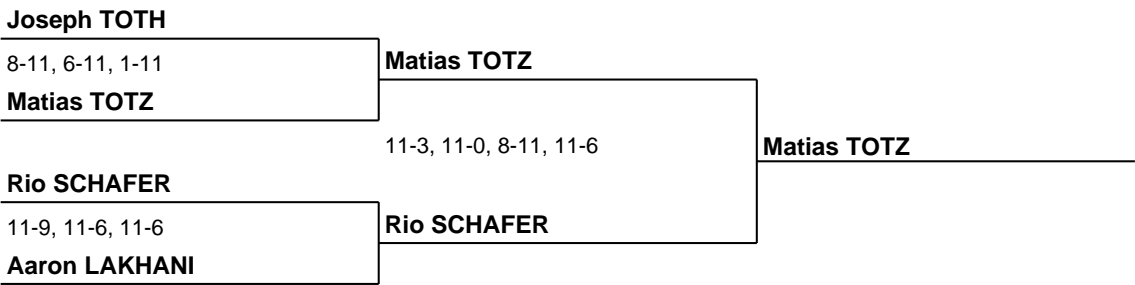 Joseph TOTH
8-11, 6-11, 1-11
Matias TOTZ
Matias TOTZ
11-3, 11-0, 8-11, 11-6
Matias TOTZ
Rio SCHAFER
11-9, 11-6, 11-6
Rio SCHAFER
Aaron LAKHANI